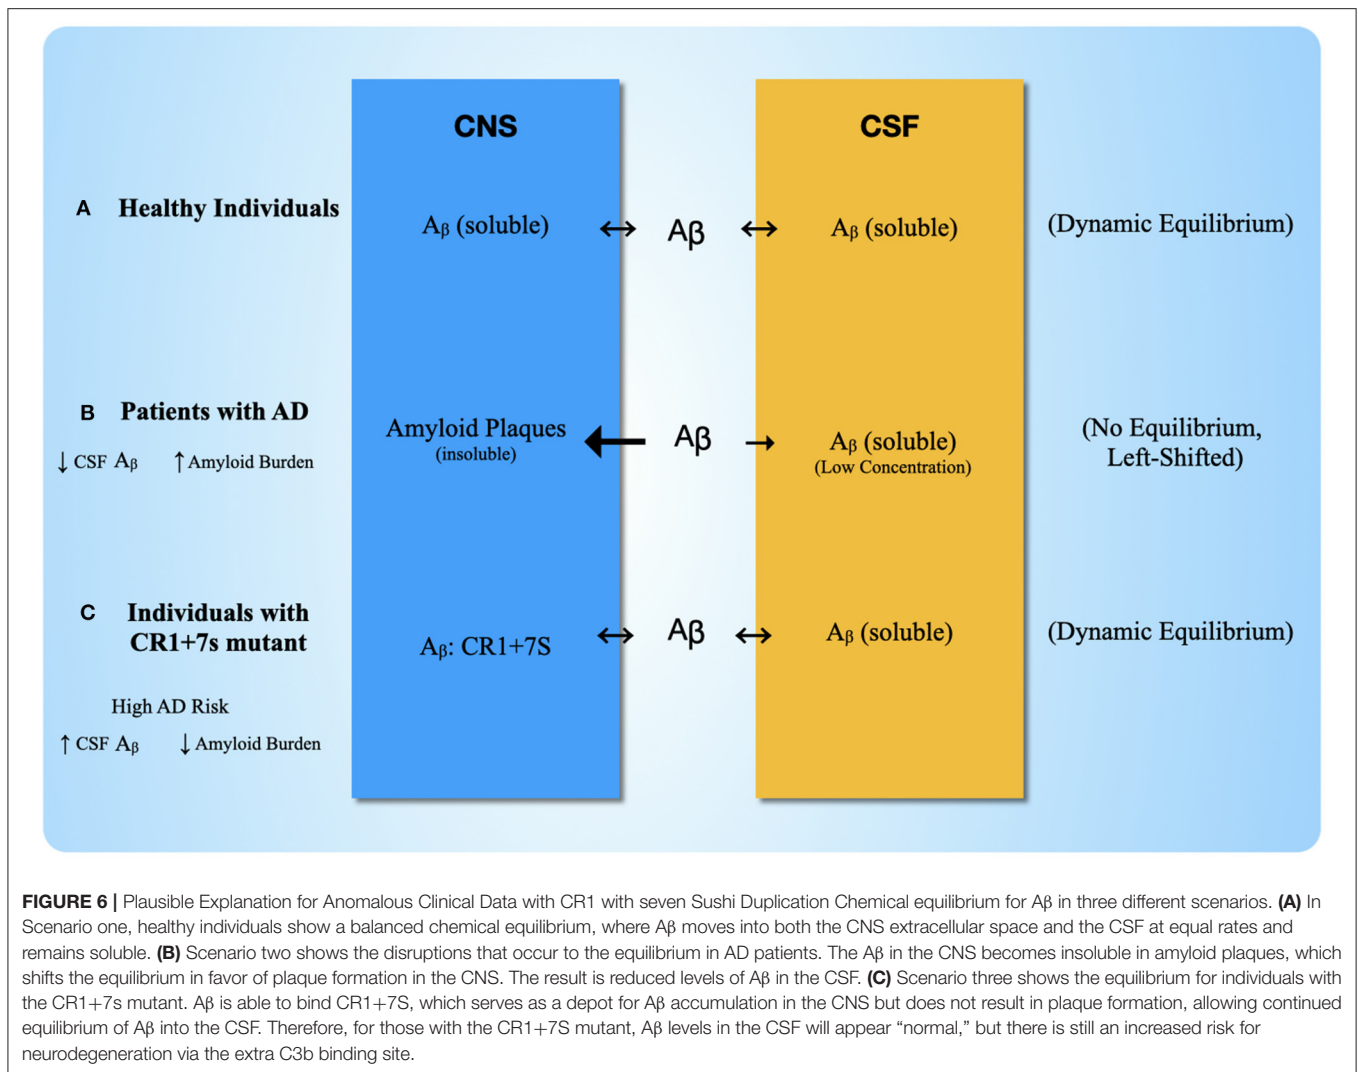 CNS
CSF
A Healthy Individuals
Aβ (soluble) ↔ Aβ ↔ Aβ (soluble)
(Dynamic Equilibrium)
B Patients with AD
↓ CSF Aβ ↑ Amyloid Burden
Amyloid Plaques
(insoluble)
← Aβ →
Aβ (soluble)
(Low Concentration)
(No Equilibrium,
Left-Shifted)
C Individuals with
CR1+7s mutant
High AD Risk
↑ CSF Aβ ↓ Amyloid Burden
Aβ: CR1+7S ↔ Aβ ↔ Aβ (soluble)
(Dynamic Equilibrium)
FIGURE 6 | Plausible Explanation for Anomalous Clinical Data with CR1 with seven Sushi Duplication Chemical equilibrium for Aβ in three different scenarios. (A) In
Scenario one, healthy individuals show a balanced chemical equilibrium, where Aβ moves into both the CNS extracellular space and the CSF at equal rates and
remains soluble. (B) Scenario two shows the disruptions that occur to the equilibrium in AD patients. The Aβ in the CNS becomes insoluble in amyloid plaques, which
shifts the equilibrium in favor of plaque formation in the CNS. The result is reduced levels of Aβ in the CSF. (C) Scenario three shows the equilibrium for individuals with
the CR1+7s mutant. Aβ is able to bind CR1+7S, which serves as a depot for Aβ accumulation in the CNS but does not result in plaque formation, allowing continued
equilibrium of Aβ into the CSF. Therefore, for those with the CR1+7S mutant, Aβ levels in the CSF will appear “normal,” but there is still an increased risk for
neurodegeneration via the extra C3b binding site.